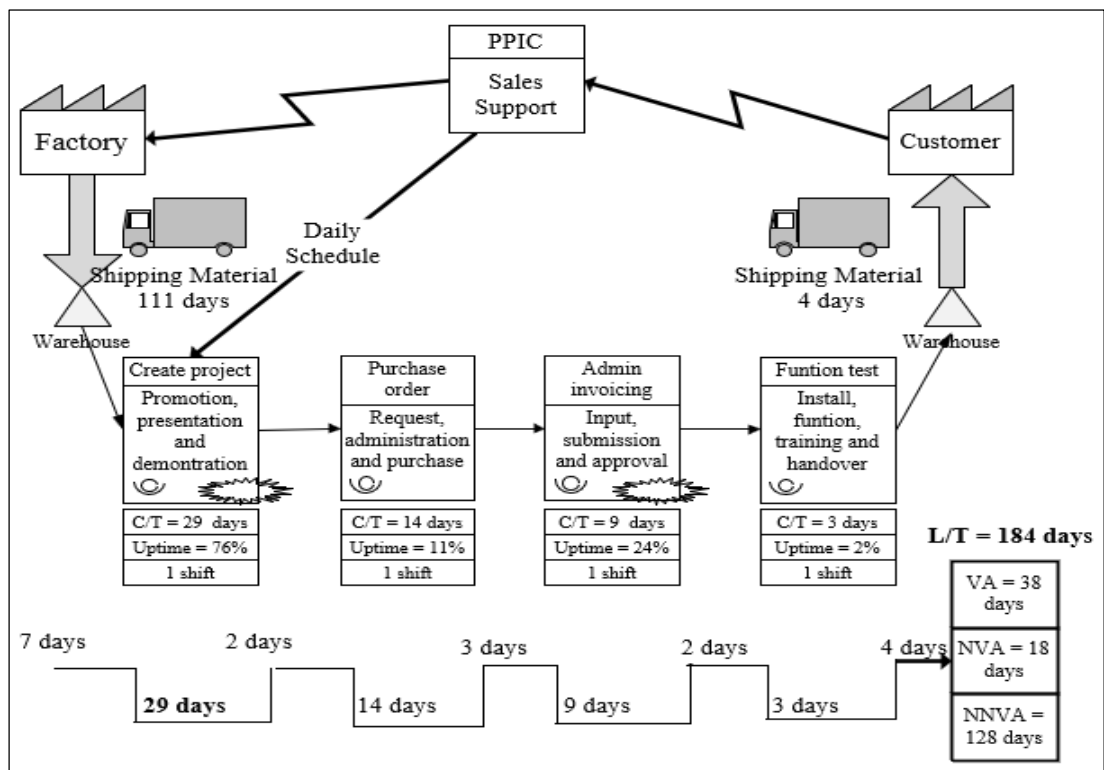 PPIC
Sales
Support
Factory
Customer
Daily
Schedule
Shipping Material
111 days
Shipping Material
4 days
Warehouse
Warehouse
Create project
Promotion,
presentation
and
demontration
C/T = 29 days
Uptime = 76%
1 shift
Purchase
order
Request,
administration
and purchase
C/T = 14 days
Uptime = 11%
1 shift
Admin
invoicing
Input,
submission
and approval
C/T = 9 days
Uptime = 24%
1 shift
Funtion test
Install,
funtion,
training and
handover
C/T = 3 days
Uptime = 2%
1 shift
L/T = 184 days
VA = 38
days
NVA = 18
days
NNVA =
128 days
7 days
29 days
2 days
14 days
3 days
9 days
2 days
3 days
4 days